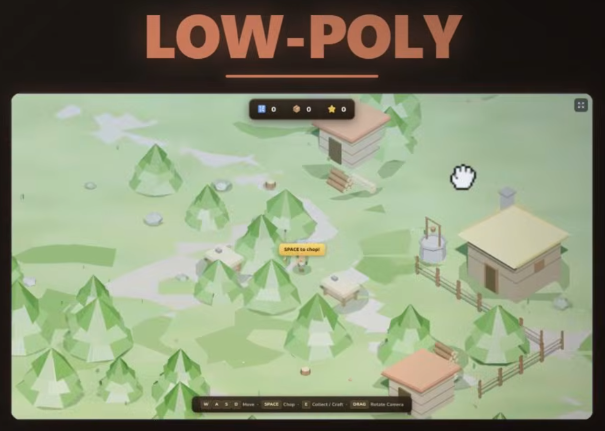 LOW-POLY
0 0 0
SPACE to chop!
W A S D Move SPACE Chop E Collect / Craft DRAG Rotate Camera